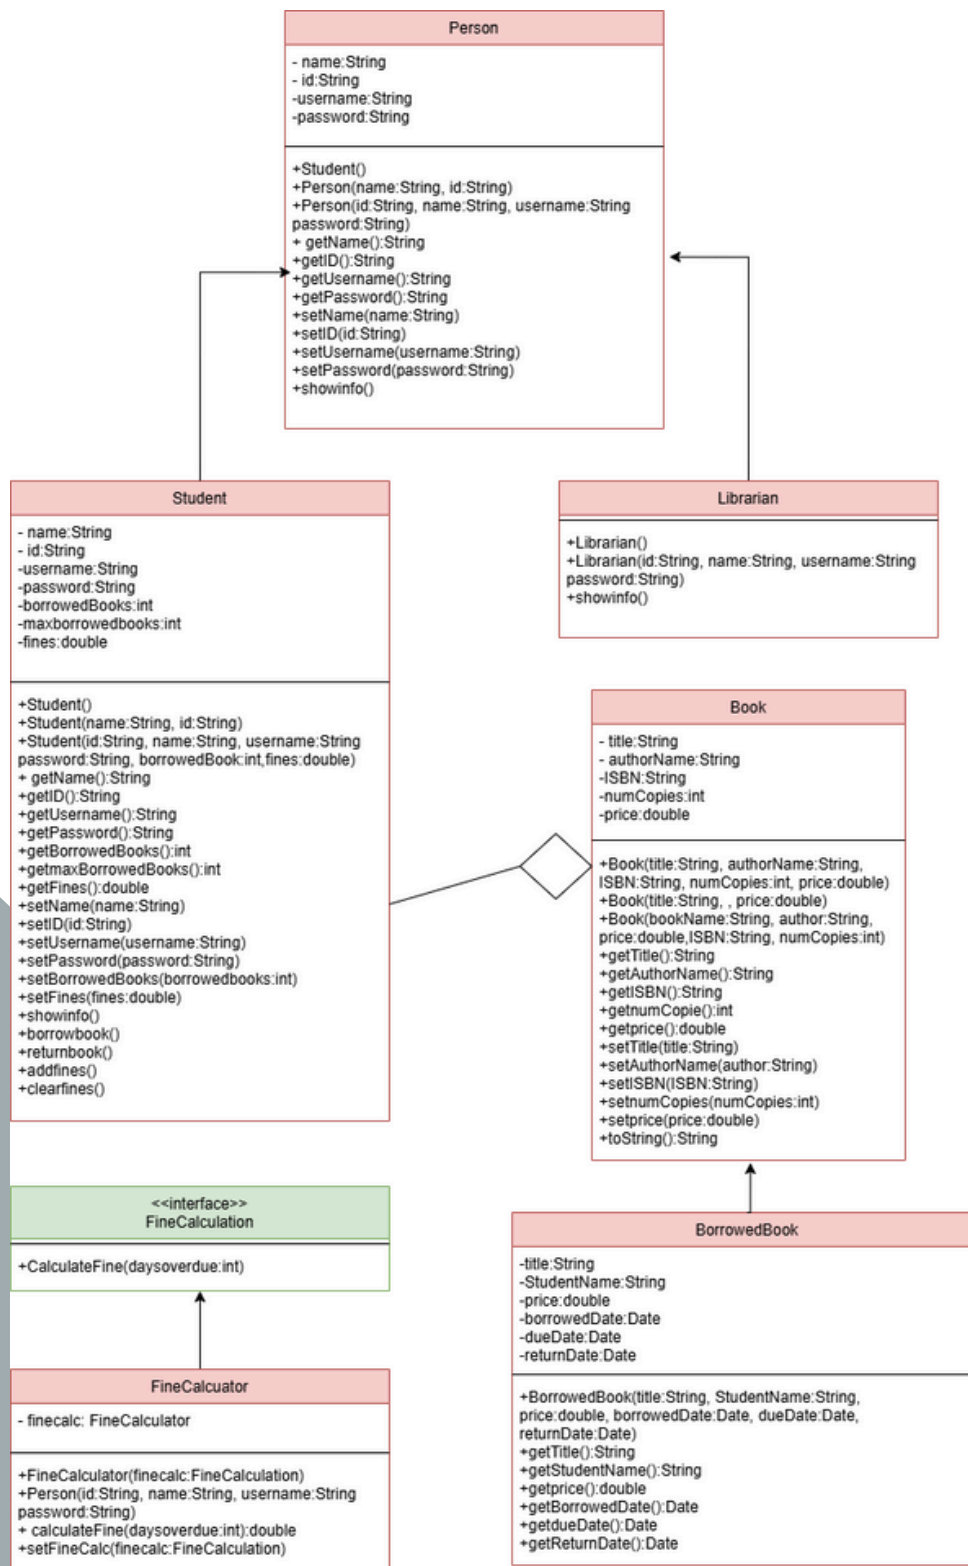 Person
- name:String
- id:String
-username:String
-password:String
+Student()
+Person(name:String, id:String)
+Person(id:String, name:String, username:String
password:String)
+ getName():String
+getID():String
+getUsername():String
+getPassword():String
+setName(name:String)
+setID(id:String)
+setUsername(username:String)
+setPassword(password:String)
+showinfo()
Student
- name:String
- id:String
-username:String
-password:String
-borrowedBooks:int
-maxborrowedbooks:int
-fines:double
+Student()
+Student(name:String, id:String)
+Student(id:String, name:String, username:String
password:String, borrowedBook:int,fines:double)
+ getName():String
+getID():String
+getUsername():String
+getPassword():String
+getBorrowedBooks():int
+getmaxBorrowedBooks():int
+getFines():double
+setName(name:String)
+setID(id:String)
+setUsername(username:String)
+setPassword(password:String)
+setBorrowedBooks(borrowedbooks:int)
+setFines(fines:double)
+showinfo()
+borrowbook()
+returnbook()
+addfines()
+clearfines()
Librarian
+Librarian()
+Librarian(id:String, name:String, username:String
password:String)
+showinfo()
Book
- title:String
- authorName:String
-ISBN:String
-numCopies:int
-price:double
+Book(title:String, authorName:String,
ISBN:String, numCopies:int, price:double)
+Book(title:String, , price:double)
+Book(bookName:String, author:String,
price:double,ISBN:String, numCopies:int)
+getTitle():String
+getAuthorName():String
+getISBN():String
+getnumCopie():int
+getprice():double
+setTitle(title:String)
+setAuthorName(author:String)
+setISBN(ISBN:String)
+setnumCopies(numCopies:int)
+setprice(price:double)
+toString():String
<<interface>>
FineCalculation
+CalculateFine(daysoverdue:int)
FineCalcuator
- finecalc: FineCalculator
+FineCalculator(finecalc:FineCalculation)
+Person(id:String, name:String, username:String
password:String)
+ calculateFine(daysoverdue:int):double
+setFineCalc(finecalc:FineCalculation)
BorrowedBook
-title:String
-StudentName:String
-price:double
-borrowedDate:Date
-dueDate:Date
-returnDate:Date
+BorrowedBook(title:String, StudentName:String,
price:double, borrowedDate:Date, dueDate:Date,
returnDate:Date)
+getTitle():String
+getStudentName():String
+getprice():double
+getBorrowedDate():Date
+getdueDate():Date
+getReturnDate():Date